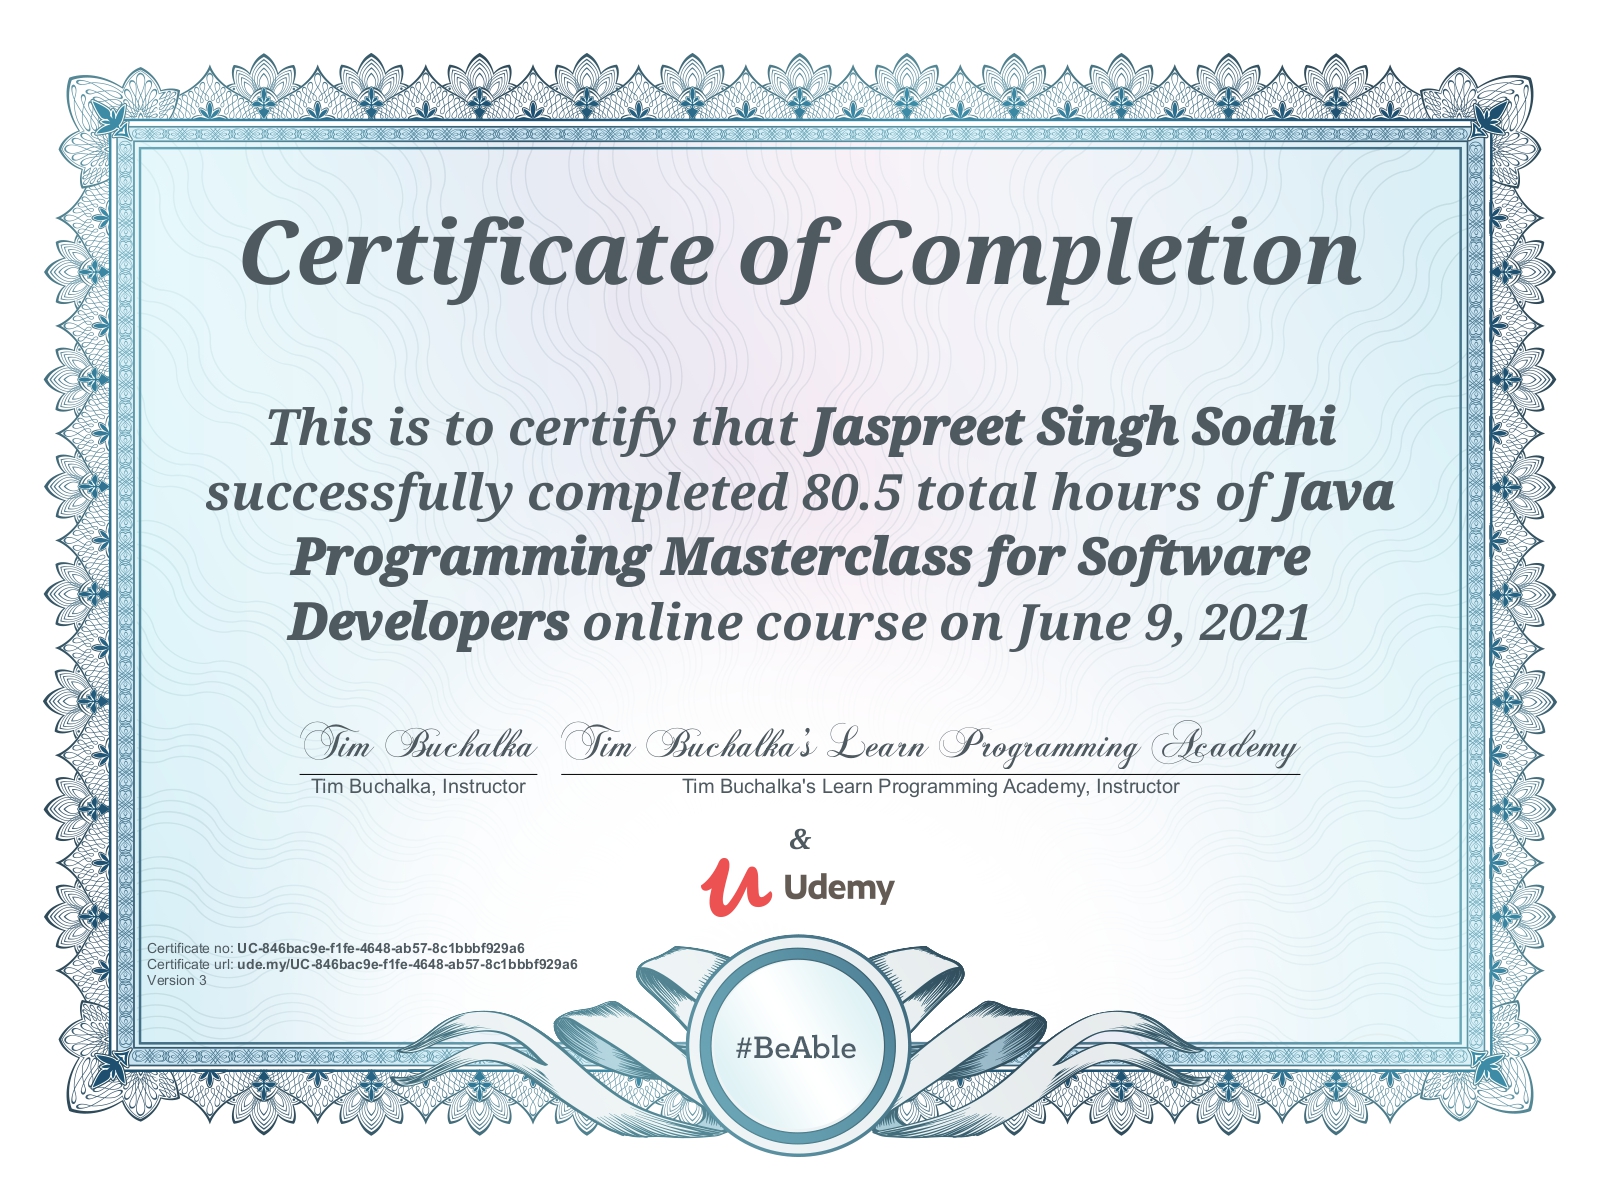 Certificate of Completion
This is to certify that Jaspreet Singh Sodhi
successfully completed 80.5 total hours of Java
Programming Masterclass for Software
Developers online course on June 9, 2021
Tim Buchalka
Tim Buchalka's Learn Programming Academy
Tim Buchalka, Instructor
Tim Buchalka's Learn Programming Academy, Instructor
&
Udemy
Certificate no: UC-846bac9e-f1fe-4648-ab57-8c1bbbf929a6
Certificate url: ude.my/UC-846bac9e-f1fe-4648-ab57-8c1bbbf929a6
Version 3
#BeAble